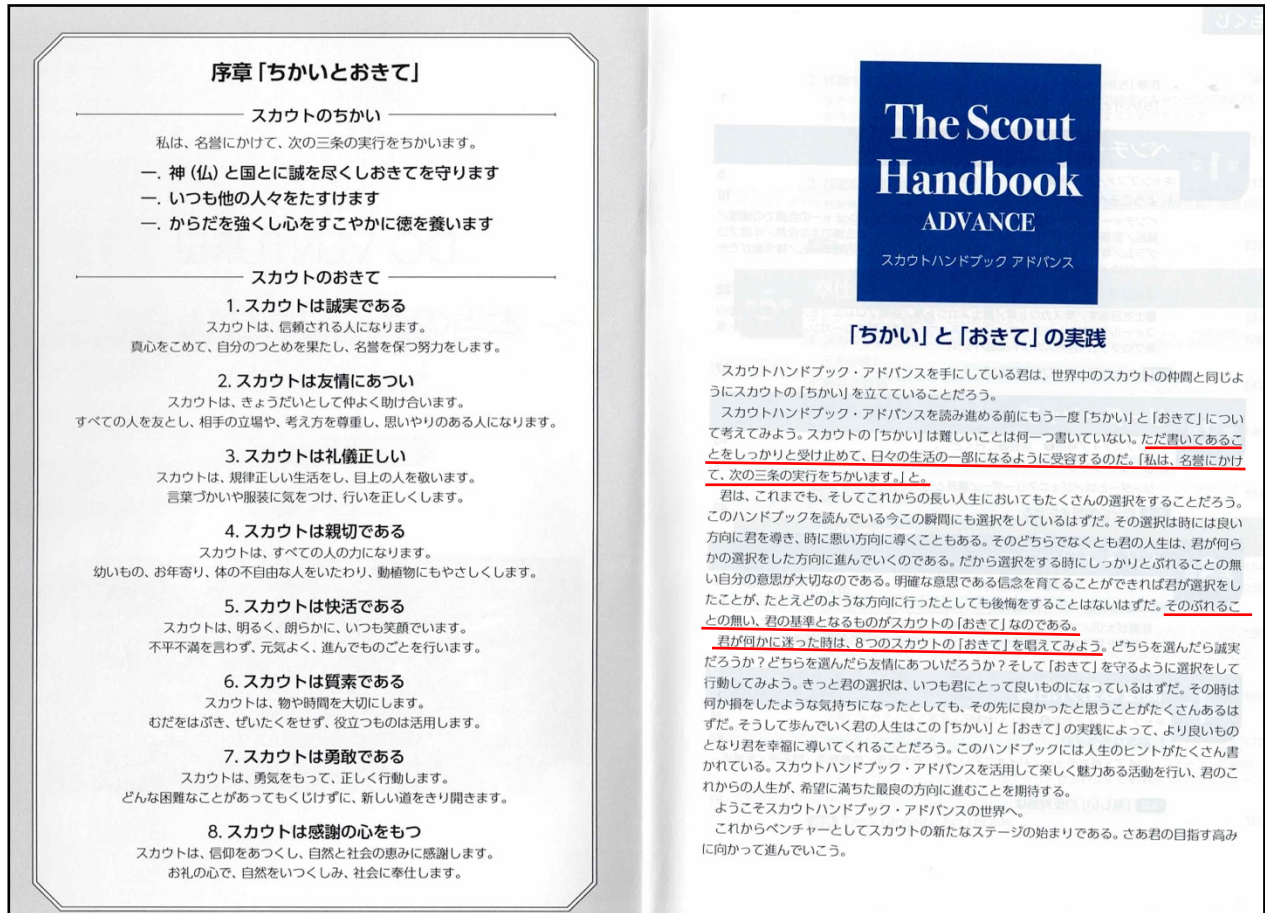 序章「ちかいとおきて」
スカウトのちかい
私は、名誉にかけて、次の三条の実行をちかいます。
一. 神（仏）と国とに誠を尽くしおきてを守ります
一. いつも他の人々をたすけます
一. からだを強くし心をすこやかに徳を養います
スカウトのおきて
1. スカウトは誠実である
スカウトは、信頼される人になります。
真心をこめて、自分のつとめを果たし、名誉を保つ努力をします。
2. スカウトは友情にあつい
スカウトは、きょうだいとして仲よく助け合います。
すべての人を友とし、相手の立場や、考え方を尊重し、思いやりのある人になります。
3. スカウトは礼儀正しい
スカウトは、規律正しい生活をし、目上の人を敬います。
言葉づかいや服装に気をつけ、行いを正しくします。
4. スカウトは親切である
スカウトは、すべての人の力になります。
幼いもの、お年寄り、体の不自由な人をいたわり、動植物にもやさしくします。
5. スカウトは快活である
スカウトは、明るく、朗らかに、いつも笑顔でいます。
不平不満を言わず、元気よく、進んでものごとを行います。
6. スカウトは質素である
スカウトは、物や時間を大切にします。
むだをはぶき、ぜいたくをせず、役立つものは活用します。
7. スカウトは勇敢である
スカウトは、勇気をもって、正しく行動します。
どんな困難なことがあってもくじけずに、新しい道をきり開きます。
8. スカウトは感謝の心をもつ
スカウトは、信仰をあつくし、自然と社会の恵みに感謝します。
お礼の心で、自然をいつくしみ、社会に奉仕します。
The Scout
Handbook
ADVANCE
スカウトハンドブック アドバンス
「ちかい」と「おきて」の実践
スカウトハンドブック・アドバンスを手にしている君は、世界中のスカウトの仲間と同じよ
うにスカウトの「ちかい」を立てていることだろう。
スカウトハンドブック・アドバンスを読み進める前にもう一度「ちかい」と「おきて」につい
て考えてみよう。スカウトの「ちかい」は難しいことは何一つ書いていない。ただ書いてあるこ
とをしっかりと受け止めて、日々の生活の一部になるように受容するのだ。「私は、名誉にかけ
て、次の三条の実行をちかいます。」と。
君は、これまでも、そしてこれからの長い人生においてもたくさんの選択をすることだろう。
このハンドブックを読んでいる今この瞬間にも選択をしているはずだ。その選択は時には良い
方向に君を導き、時に悪い方向に導くこともある。そのどちらでなくとも君の人生は、君が何ら
かの選択をした方向に進んでいくのである。だから選択をする時にしっかりとぶれることの無
い自分の意思が大切なのである。明確な意思である信念を育てることができれば君が選択をし
たことが、たとえどのような方向に行ったとしても後悔をすることはないはずだ。そのぶれるこ
との無い、君の基準となるものがスカウトの「おきて」なのである。
君が何かに迷った時は、8つのスカウトの「おきて」を唱えてみよう。どちらを選んだら誠実
だろうか？どちらを選んだら友情にあついだろうか？そして「おきて」を守るように選択をして
行動してみよう。きっと君の選択は、いつも君にとって良いものになっているはずだ。その時は
何か損をしたような気持ちになったとしても、その先に良かったと思うことがたくさんあるは
ずだ。そうして歩んでいく君の人生はこの「ちかい」と「おきて」の実践によって、より良いもの
となり君を幸福に導いてくれることだろう。このハンドブックには人生のヒントがたくさん書
かれている。スカウトハンドブック・アドバンスを活用して楽しく魅力ある活動を行い、君のこ
れからの人生が、希望に満ちた最良の方向に進むことを期待する。
ようこそスカウトハンドブック・アドバンスの世界へ。
これからベンチャーとしてスカウトの新たなステージの始まりである。さあ君の目指す高み
に向かって進んでいこう。